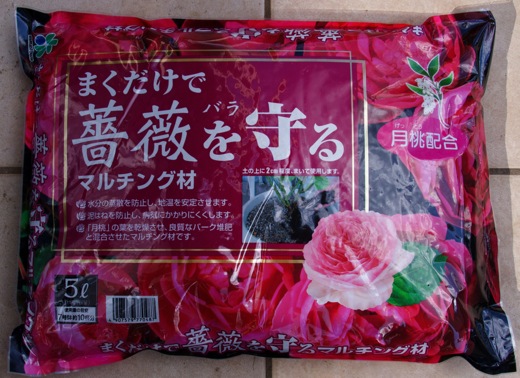 まくだけで
薔薇を守る
バラ
マルチング材
月桃配合
土の上に2cm程度、まいて使用します。
水分の蒸散を防止し、地温を安定させます。
泥はねを防止し、病気にかかりにくくします。
「月桃」の葉を乾燥させ、良質なバーク堆肥
と混合させたマルチング材です。
5ℓ
まくだけで薔薇を守るマルチング材